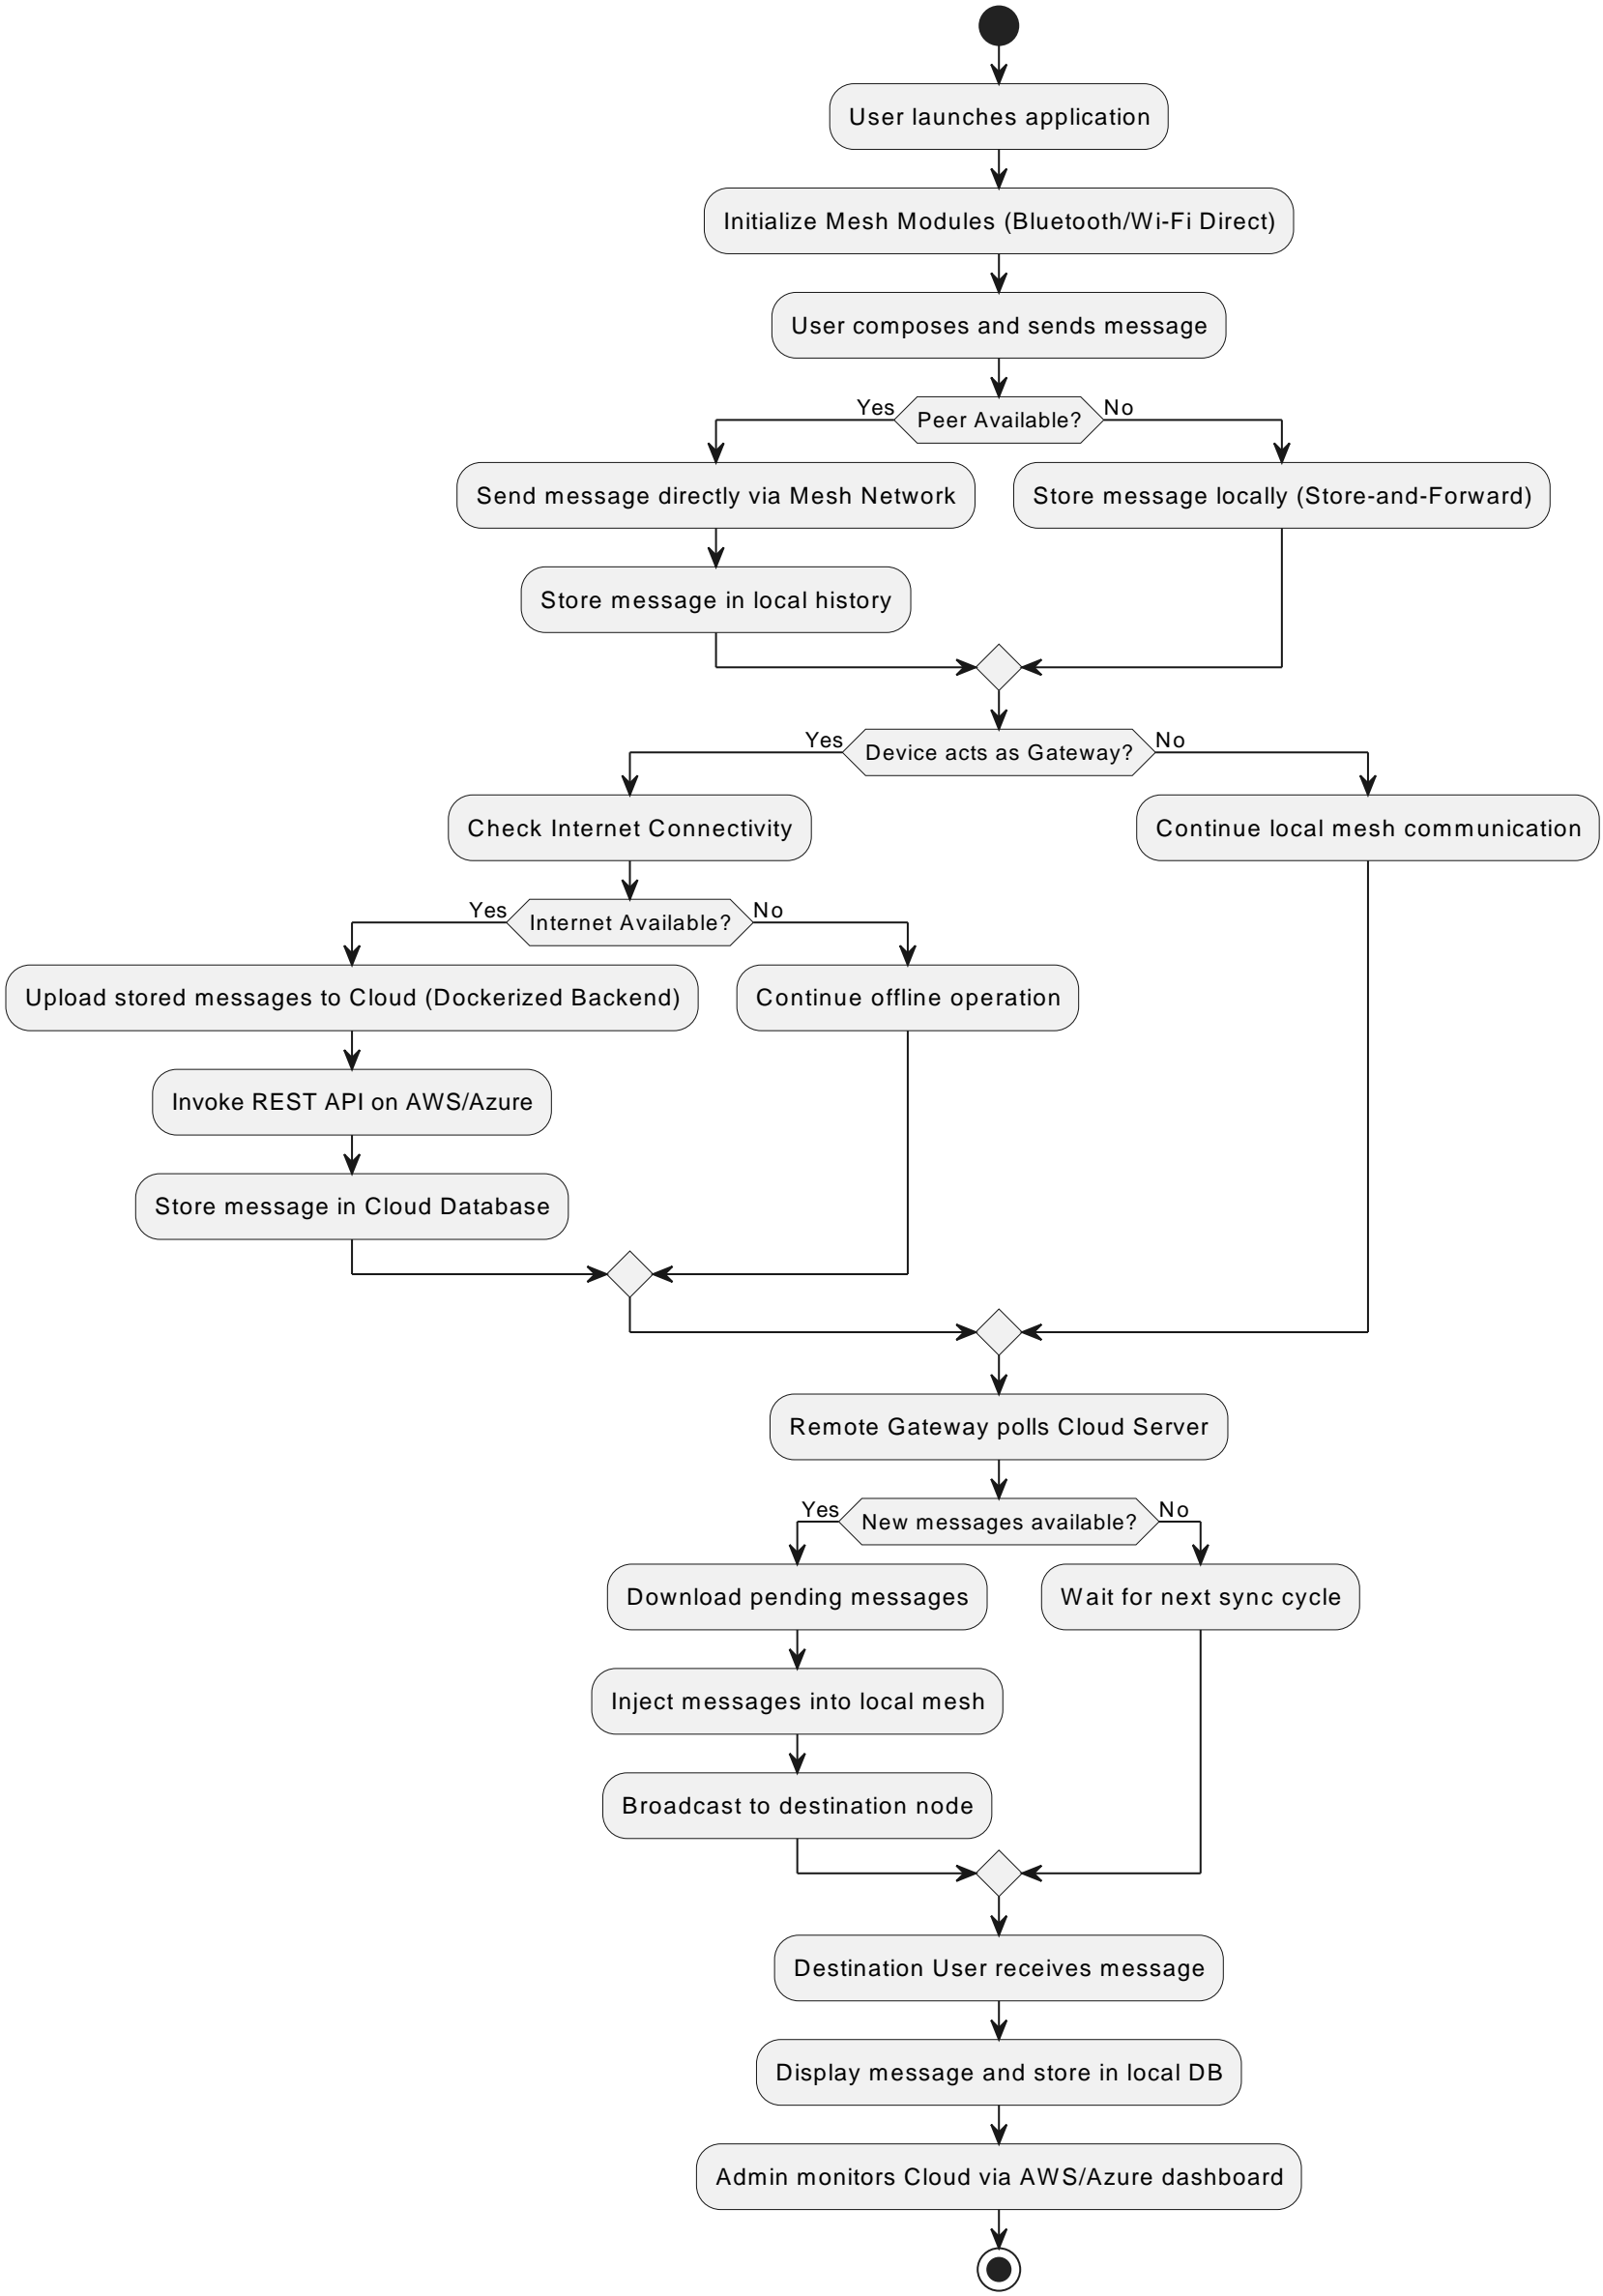 User launches application
Initialize Mesh Modules (Bluetooth/Wi-Fi Direct)
User composes and sends message
Yes
Peer Available?
No
Send message directly via Mesh Network
Store message locally (Store-and-Forward)
Store message in local history
Yes
Device acts as Gateway?
No
Check Internet Connectivity
Continue local mesh communication
Yes
Internet Available?
No
Upload stored messages to Cloud (Dockerized Backend)
Continue offline operation
Invoke REST API on AWS/Azure
Store message in Cloud Database
Remote Gateway polls Cloud Server
Yes
New messages available?
No
Download pending messages
Wait for next sync cycle
Inject messages into local mesh
Broadcast to destination node
Destination User receives message
Display message and store in local DB
Admin monitors Cloud via AWS/Azure dashboard